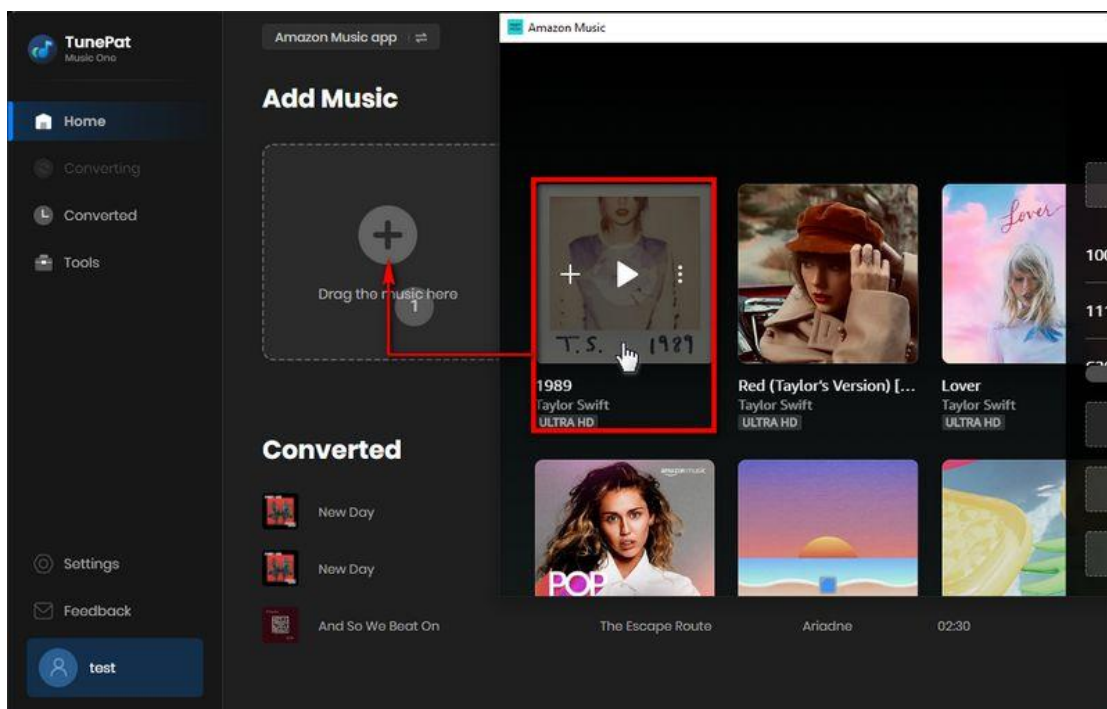 TunePat
Music One
Home
Converting
Converted
Tools
Settings
Feedback
test
Amazon Music app
Add Music
Drag the music here
1
Converted
New Day
New Day
And So We Beat On
The Escape Route
Ariadne
02:30
Amazon Music
T.S. 1989
1989
Taylor Swift
ULTRA HD
Red (Taylor's Version) [...
Taylor Swift
ULTRA HD
Lover
Lover
Taylor Swift
ULTRA HD
amazon music
POP
100
111